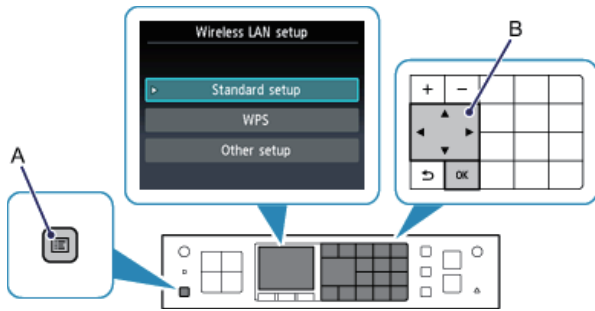 Wireless LAN setup
Standard setup
WPS
Other setup
A
B
+ −
OK